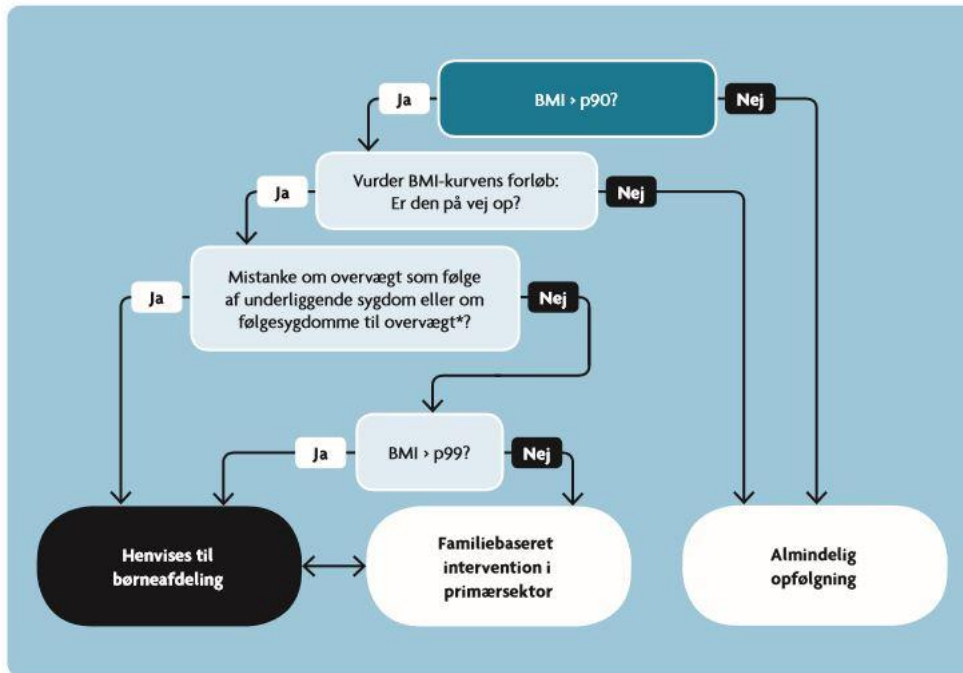 Ja
BMI › p90?
Nej
Ja
Vurder BMI-kurvens forløb:
Er den på vej op?
Nej
Ja
Mistanke om overvægt som følge
af underliggende sygdom eller om
følgesygdomme til overvægt*?
Nej
Ja
BMI › p99?
Nej
Henvises til
børneafdeling
Familiebaseret
intervention i
primærsektor
Almindelig
opfølgning